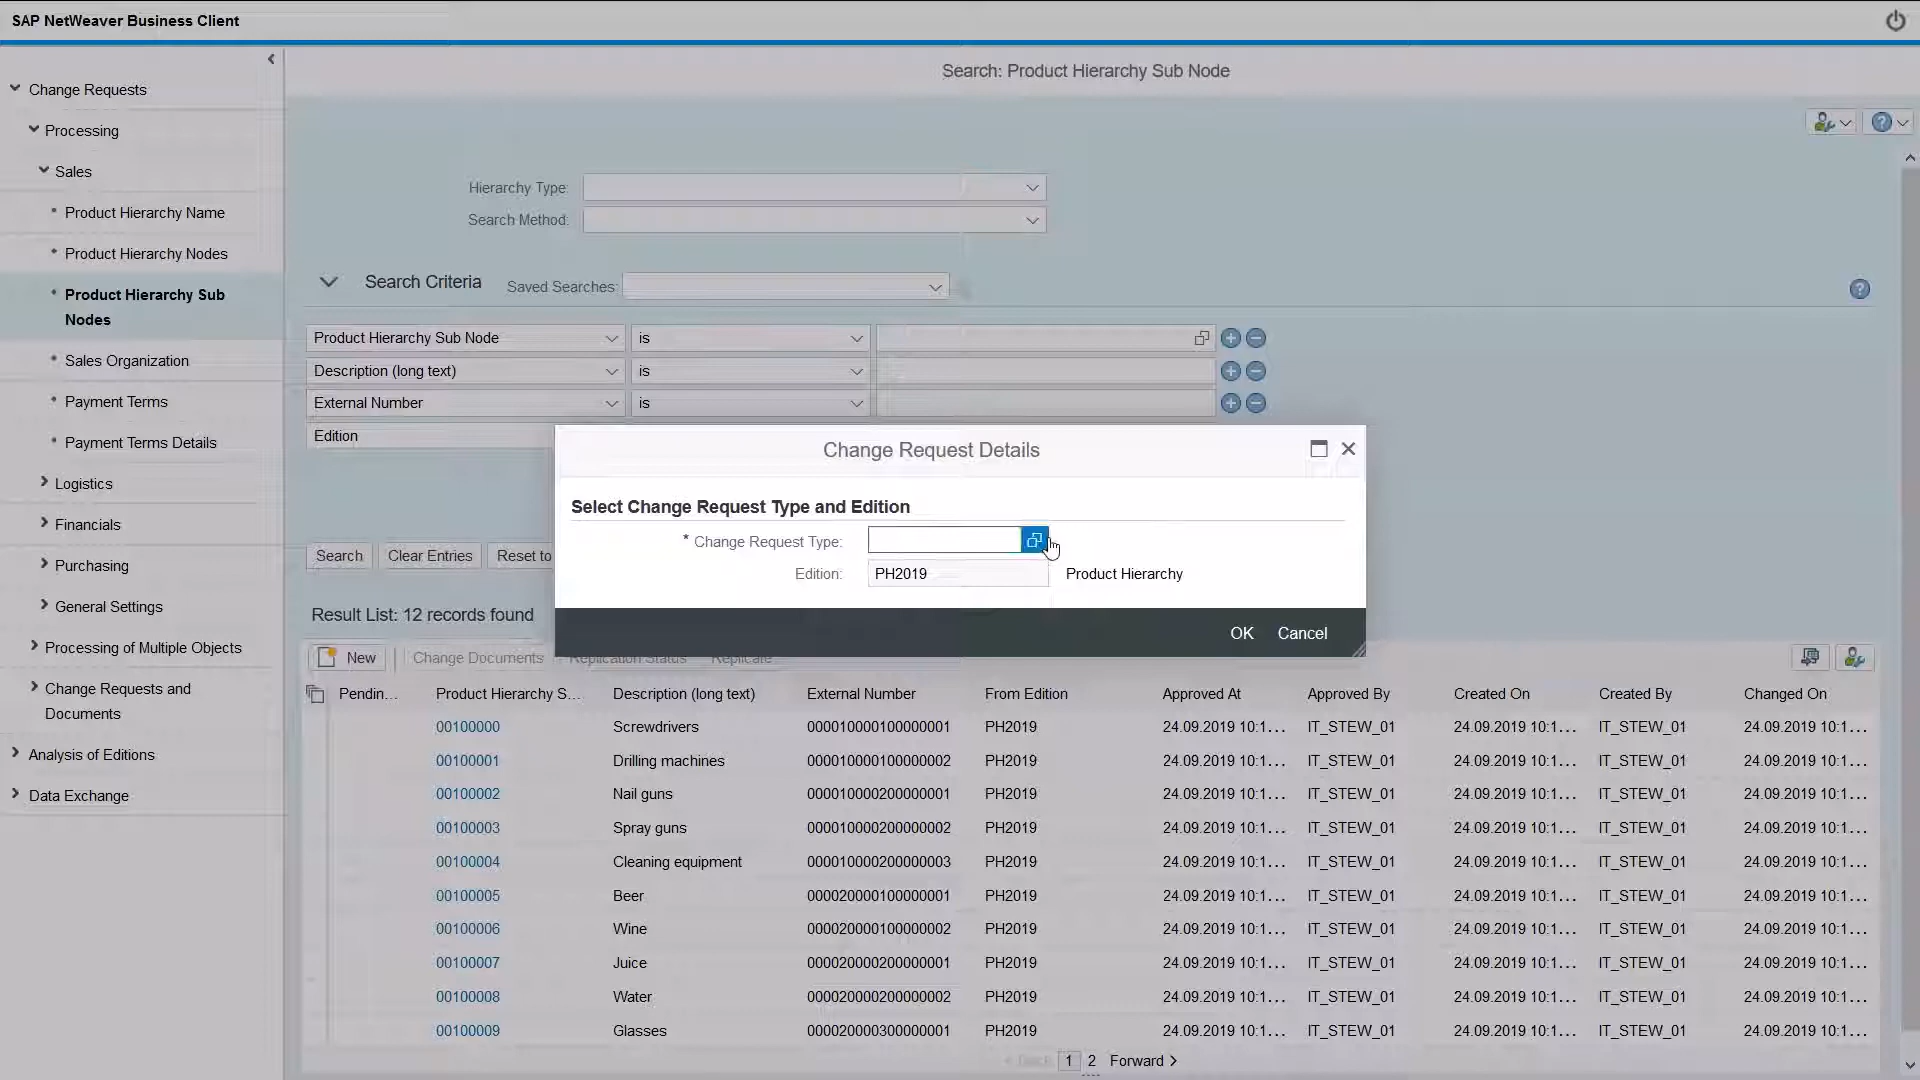 SAP NetWeaver Business Client
Search: Product Hierarchy Sub Node
Change Requests
Processing
Sales
Product Hierarchy Name
Product Hierarchy Nodes
Product Hierarchy Sub
Nodes
Sales Organization
Payment Terms
Payment Terms Details
Logistics
Financials
Purchasing
General Settings
Processing of Multiple Objects
Change Requests and
Documents
Analysis of Editions
Data Exchange
Hierarchy Type:
Search Method:
Search Criteria Saved Searches:
Product Hierarchy Sub Node is
Description (long text) is
External Number is
Edition
Change Request Details
Select Change Request Type and Edition
* Change Request Type:
Edition: PH2019 Product Hierarchy
OK Cancel
Search Clear Entries Reset to
Result List: 12 records found
New Change Documents Replication Status Replicate
Pendin... Product Hierarchy S... Description (long text) External Number From Edition Approved At Approved By Created On Created By Changed On
00100000 Screwdrivers 000010000100000001 PH2019 24.09.2019 10:1... IT_STEW_01 24.09.2019 10:1... IT_STEW_01 24.09.2019 10:1...
00100001 Drilling machines 000010000100000002 PH2019 24.09.2019 10:1... IT_STEW_01 24.09.2019 10:1... IT_STEW_01 24.09.2019 10:1...
00100002 Nail guns 000010000200000001 PH2019 24.09.2019 10:1... IT_STEW_01 24.09.2019 10:1... IT_STEW_01 24.09.2019 10:1...
00100003 Spray guns 000010000200000002 PH2019 24.09.2019 10:1... IT_STEW_01 24.09.2019 10:1... IT_STEW_01 24.09.2019 10:1...
00100004 Cleaning equipment 000010000200000003 PH2019 24.09.2019 10:1... IT_STEW_01 24.09.2019 10:1... IT_STEW_01 24.09.2019 10:1...
00100005 Beer 000020000100000001 PH2019 24.09.2019 10:1... IT_STEW_01 24.09.2019 10:1... IT_STEW_01 24.09.2019 10:1...
00100006 Wine 000020000100000002 PH2019 24.09.2019 10:1... IT_STEW_01 24.09.2019 10:1... IT_STEW_01 24.09.2019 10:1...
00100007 Juice 000020000200000001 PH2019 24.09.2019 10:1... IT_STEW_01 24.09.2019 10:1... IT_STEW_01 24.09.2019 10:1...
00100008 Water 000020000200000002 PH2019 24.09.2019 10:1... IT_STEW_01 24.09.2019 10:1... IT_STEW_01 24.09.2019 10:1...
00100009 Glasses 000020000300000001 PH2019 24.09.2019 10:1... IT_STEW_01 24.09.2019 10:1... IT_STEW_01 24.09.2019 10:1...
Back 1 2 Forward